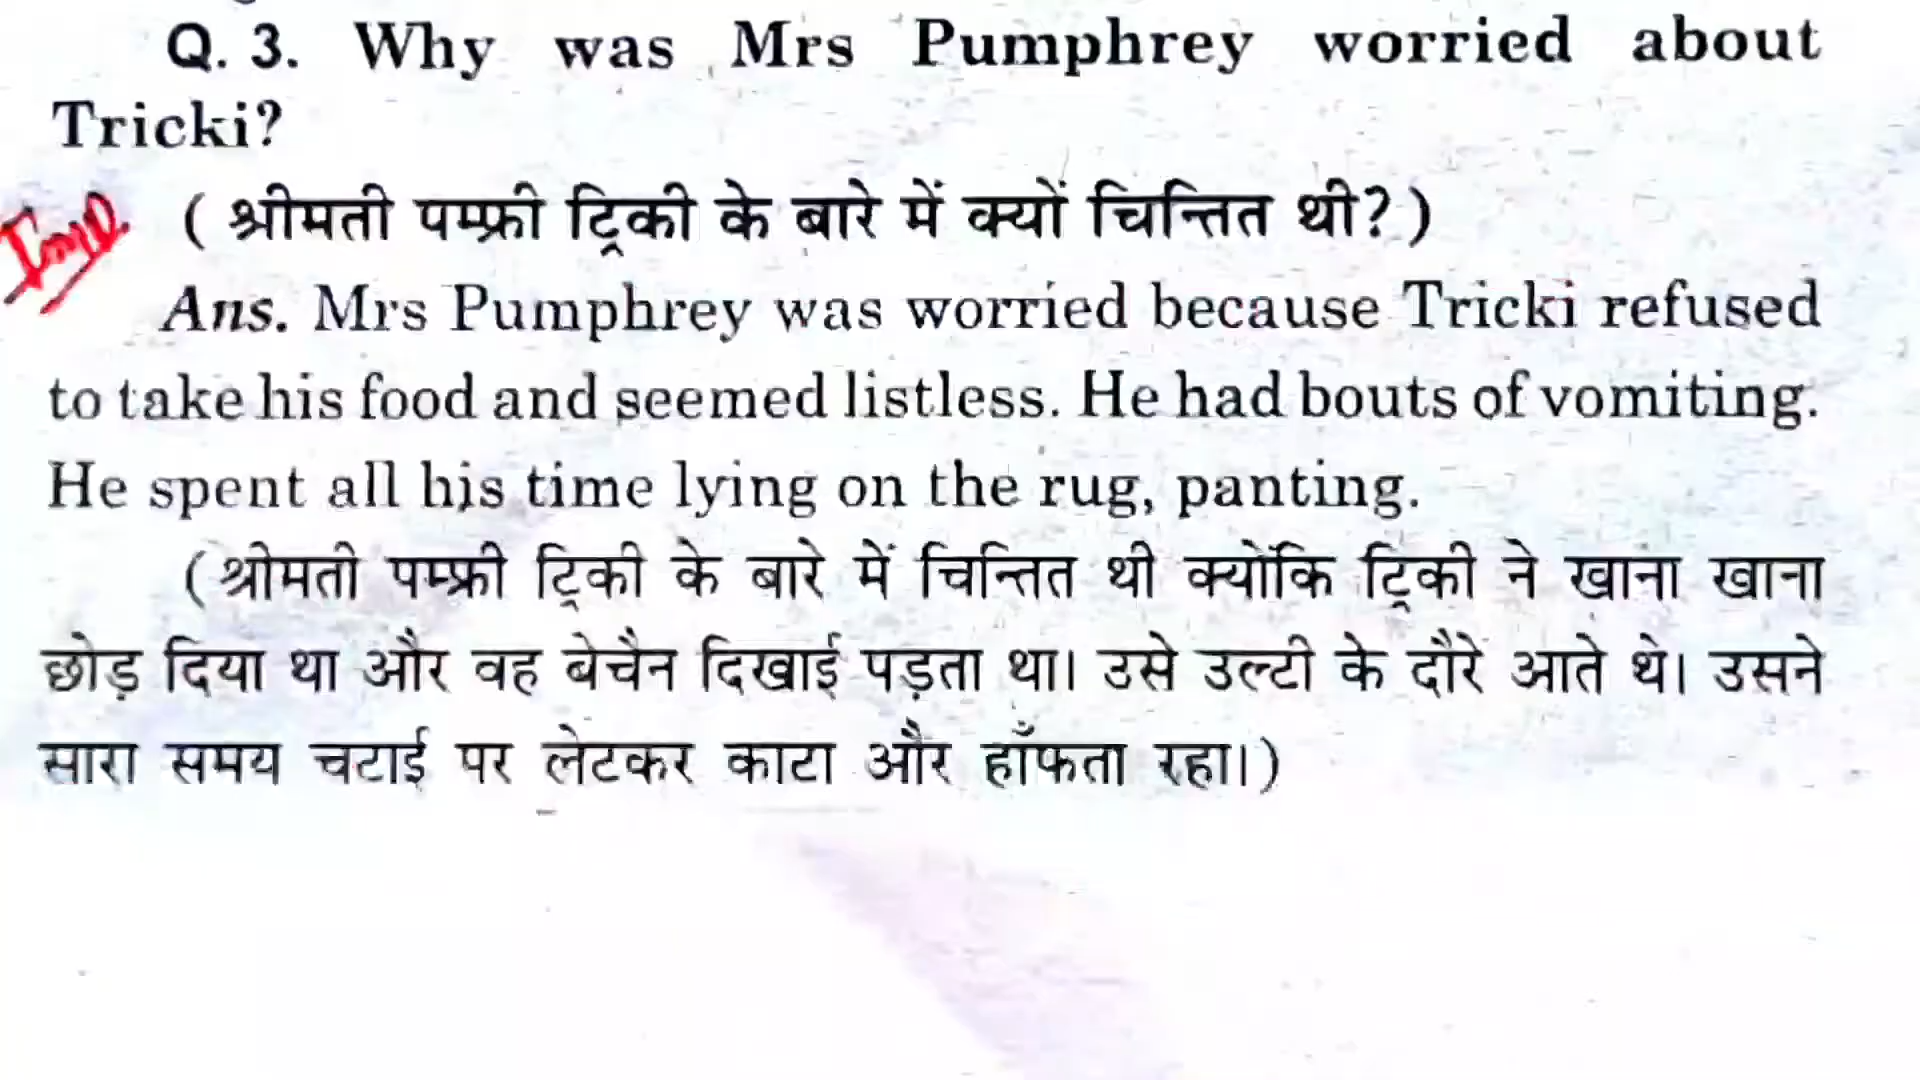 Q. 3. Why was Mrs Pumphrey worried about
Tricki?
Imp.
( श्रीमती पम्फ्री ट्रिकी के बारे में क्यों चिन्तित थी? )
Ans. Mrs Pumphrey was worried because Tricki refused
to take his food and seemed listless. He had bouts of vomiting.
He spent all his time lying on the rug, panting.
(श्रीमती पम्फ्री ट्रिकी के बारे में चिन्तित थी क्योंकि ट्रिकी ने खाना खाना
छोड़ दिया था और वह बेचैन दिखाई पड़ता था। उसे उल्टी के दौरे आते थे। उसने
सारा समय चटाई पर लेटकर काटा और हाँफता रहा।)